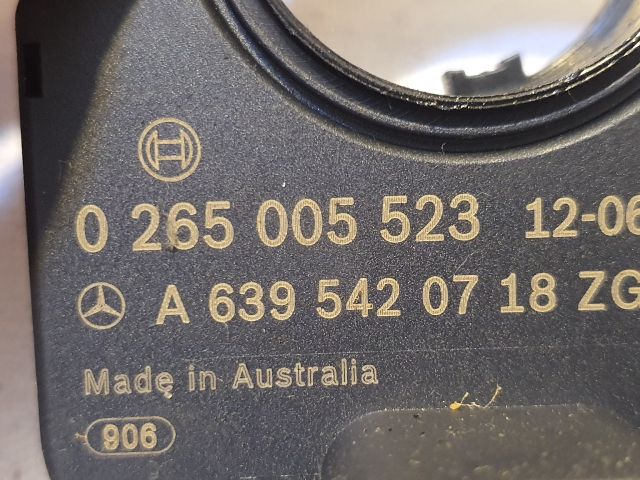 0 265 005 523 12-06
A 639 542 07 18 ZG
Made in Australia
906